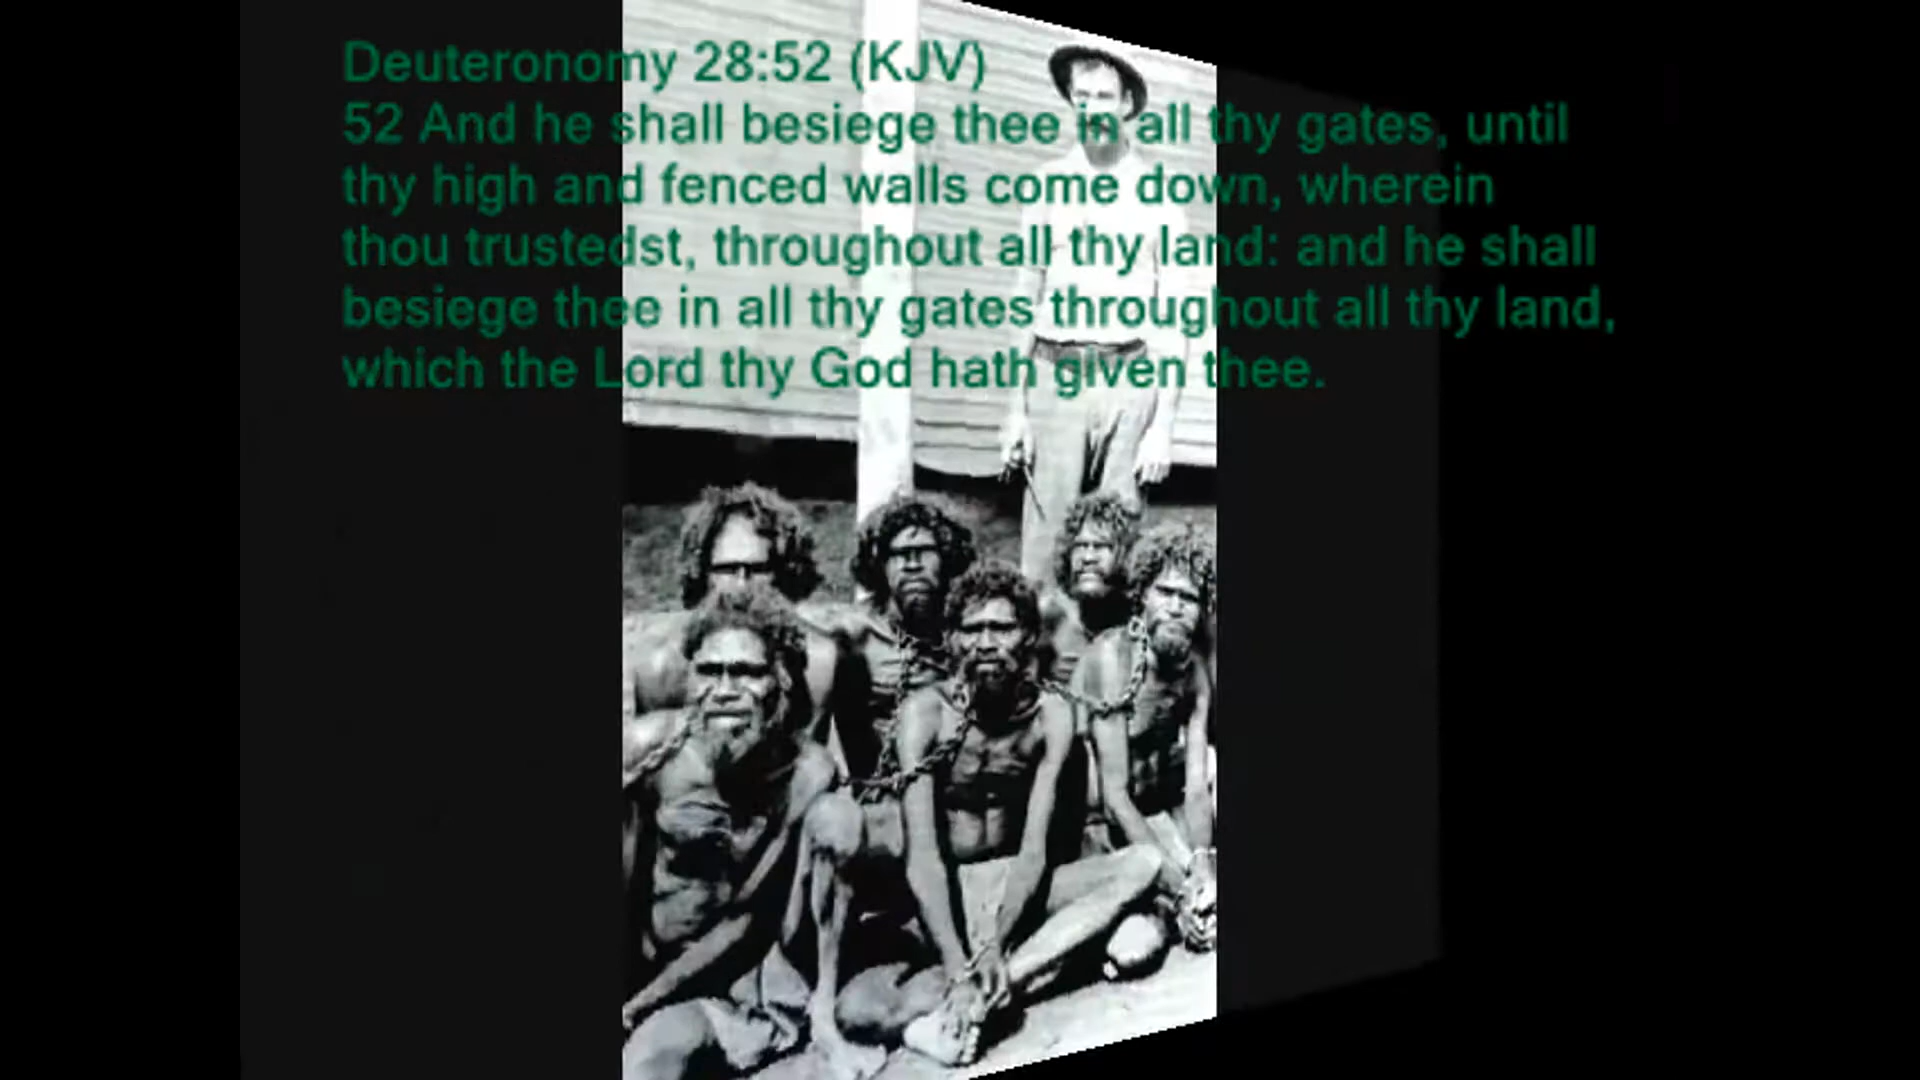 Deuteronomy 28:52 (KJV)
52 And he shall besiege thee in all thy gates, until
thy high and fenced walls come down, wherein
thou trustedst, throughout all thy land: and he shall
besiege thee in all thy gates throughout all thy land,
which the Lord thy God hath given thee.